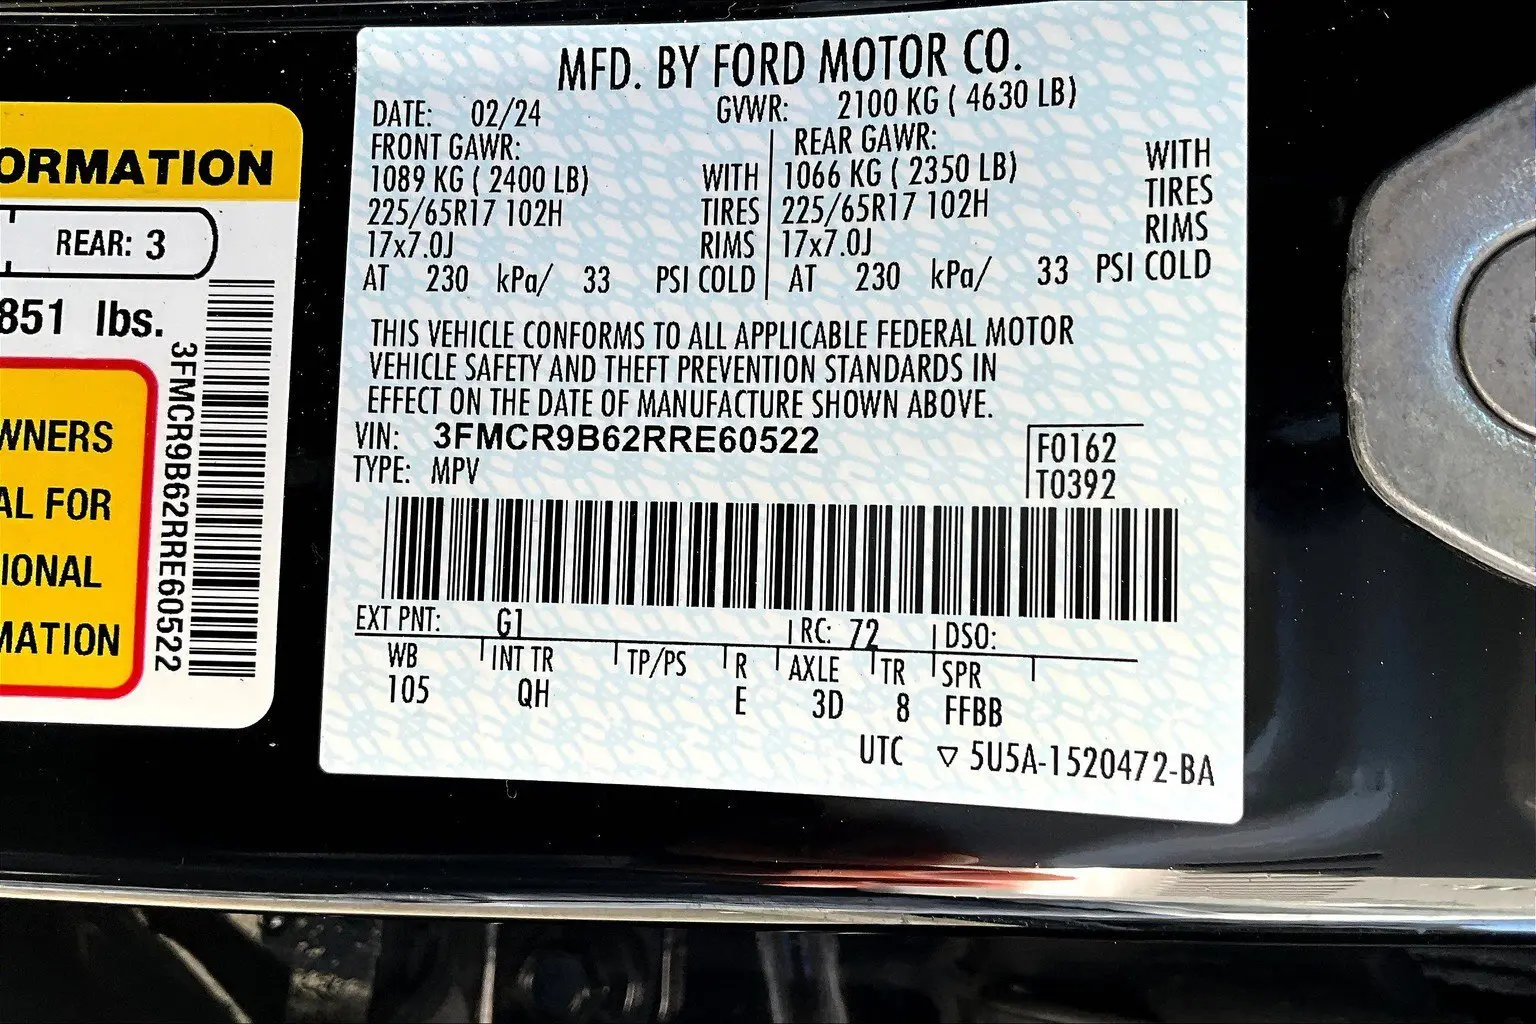 ORMATION
REAR: 3
851 lbs.
WNERS
AL FOR
IONAL
MATION
3FMCR9B62RRE60522
MFD. BY FORD MOTOR CO.
DATE: 02/24 GVWR: 2100 KG ( 4630 LB)
FRONT GAWR: REAR GAWR:
1089 KG ( 2400 LB) WITH 1066 KG ( 2350 LB) WITH
225/65R17 102H TIRES 225/65R17 102H TIRES
17x7.0J RIMS 17x7.0J RIMS
AT 230 kPa/ 33 PSI COLD AT 230 kPa/ 33 PSI COLD
THIS VEHICLE CONFORMS TO ALL APPLICABLE FEDERAL MOTOR
VEHICLE SAFETY AND THEFT PREVENTION STANDARDS IN
EFFECT ON THE DATE OF MANUFACTURE SHOWN ABOVE.
VIN: 3FMCR9B62RRE60522 F0162
TYPE: MPV T0392
EXT PNT: G1 RC: 72 DSO:
WB INT TR TP/PS R AXLE TR SPR
105 QH E 3D 8 FFBB
UTC ▽ 5U5A-1520472-BA